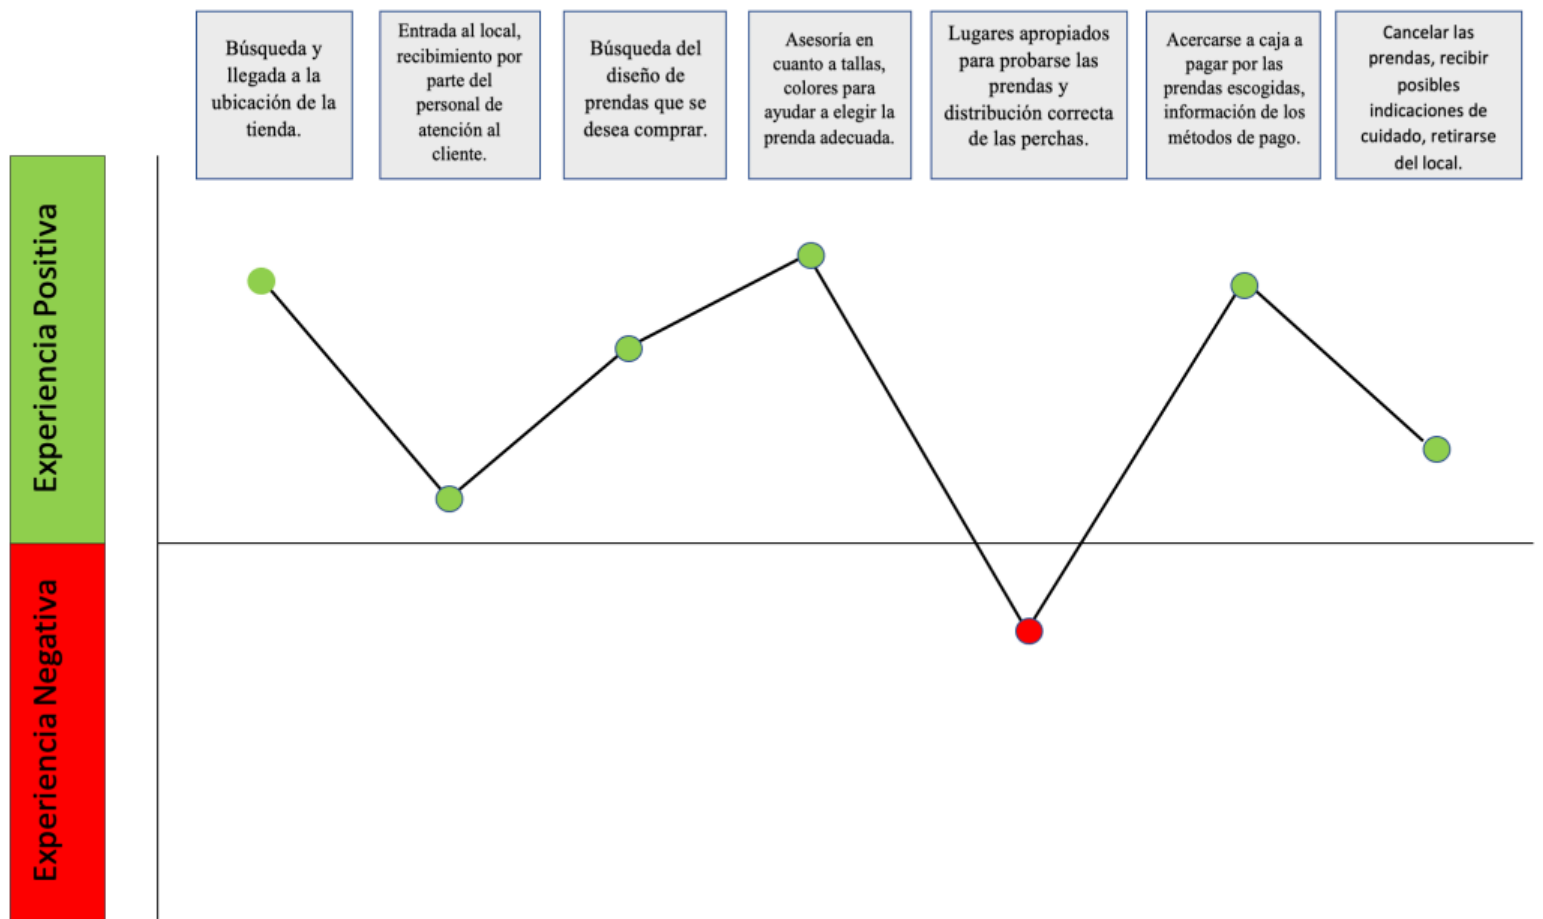 Búsqueda y
llegada a la
ubicación de la
tienda.
Entrada al local,
recibimiento por
parte del
personal de
atención al
cliente.
Búsqueda del
diseño de
prendas que se
desea comprar.
Asesoría en
cuanto a tallas,
colores para
ayudar a elegir la
prenda adecuada.
Lugares apropiados
para probarse las
prendas y
distribución correcta
de las perchas.
Acercarse a caja a
pagar por las
prendas escogidas,
información de los
métodos de pago.
Cancelar las
prendas, recibir
posibles
indicaciones de
cuidado, retirarse
del local.
Experiencia Positiva
Experiencia Negativa